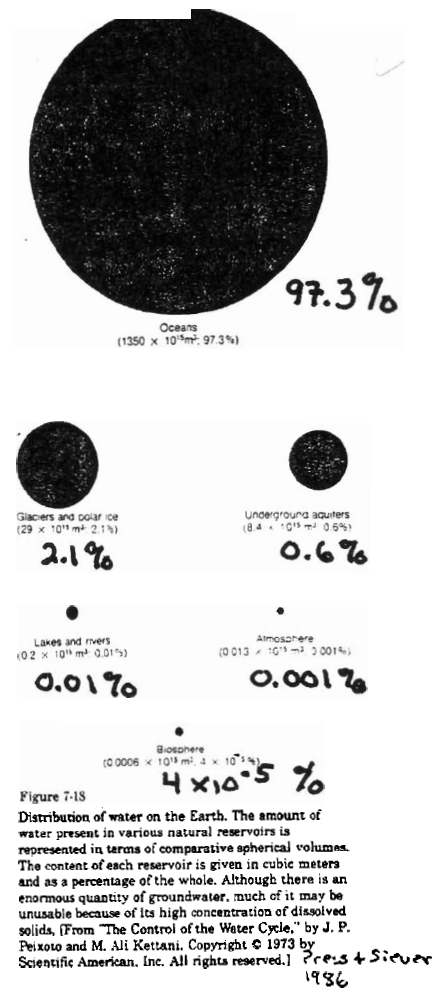 97.3%
Oceans
(1350 × 10¹⁵m³; 97.3%)
Glaciers and polar ice
(29 × 10¹⁵ m³ 2.1%)
2.1%
Underground aquifers
(8.4 × 10¹⁵ m³ 0.6%)
0.6%
Lakes and rivers
(0.2 × 10¹⁵ m³ 0.01%)
0.01%
Atmosphere
(0.013 × 10¹⁵ m³ 0.001%)
0.001%
Biosphere
(0.0006 × 10¹⁵ m³, 4 × 10⁻⁵%)
4 x10⁻⁵ %
Figure 7-18
Distribution of water on the Earth. The amount of
water present in various natural reservoirs is
represented in terms of comparative spherical volumes.
The content of each reservoir is given in cubic meters
and as a percentage of the whole. Although there is an
enormous quantity of groundwater, much of it may be
unusable because of its high concentration of dissolved
solids. [From "The Control of the Water Cycle," by J. P.
Peixoto and M. Ali Kettani. Copyright © 1973 by
Scientific American, Inc. All rights reserved.]
Press + Siever
1986